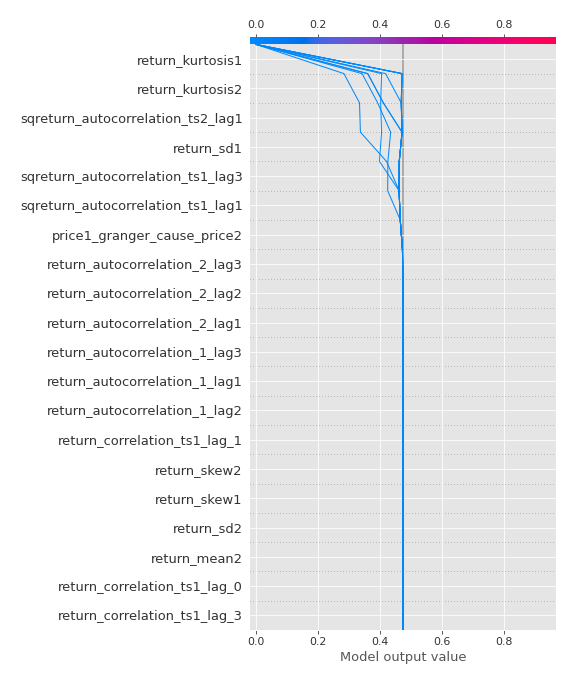 0.0 0.2 0.4 0.6 0.8
return_kurtosis1
return_kurtosis2
sqreturn_autocorrelation_ts2_lag1
return_sd1
sqreturn_autocorrelation_ts1_lag3
sqreturn_autocorrelation_ts1_lag1
price1_granger_cause_price2
return_autocorrelation_2_lag3
return_autocorrelation_2_lag2
return_autocorrelation_2_lag1
return_autocorrelation_1_lag3
return_autocorrelation_1_lag1
return_autocorrelation_1_lag2
return_correlation_ts1_lag_1
return_skew2
return_skew1
return_sd2
return_mean2
return_correlation_ts1_lag_0
return_correlation_ts1_lag_3
0.0 0.2 0.4 0.6 0.8
Model output value